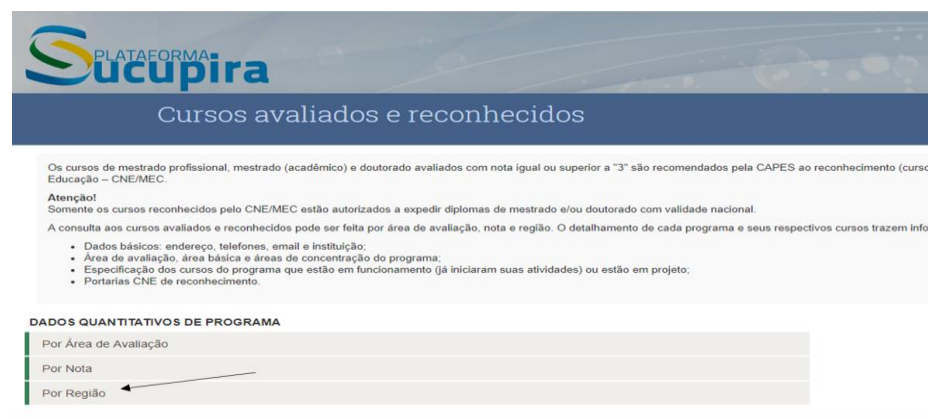 PLATAFORMA
Sucupira
Cursos avaliados e reconhecidos
Os cursos de mestrado profissional, mestrado (acadêmico) e doutorado avaliados com nota igual ou superior a "3" são recomendados pela CAPES ao reconhecimento (curso
Educação – CNE/MEC.
Atenção!
Somente os cursos reconhecidos pelo CNE/MEC estão autorizados a expedir diplomas de mestrado e/ou doutorado com validade nacional.
A consulta aos cursos avaliados e reconhecidos pode ser feita por área de avaliação, nota e região. O detalhamento de cada programa e seus respectivos cursos trazem info
• Dados básicos: endereço, telefones, email e instituição;
• Área de avaliação, área básica e áreas de concentração do programa;
• Especificação dos cursos do programa que estão em funcionamento (já iniciaram suas atividades) ou estão em projeto;
• Portarias CNE de reconhecimento.
DADOS QUANTITATIVOS DE PROGRAMA
Por Área de Avaliação
Por Nota
Por Região